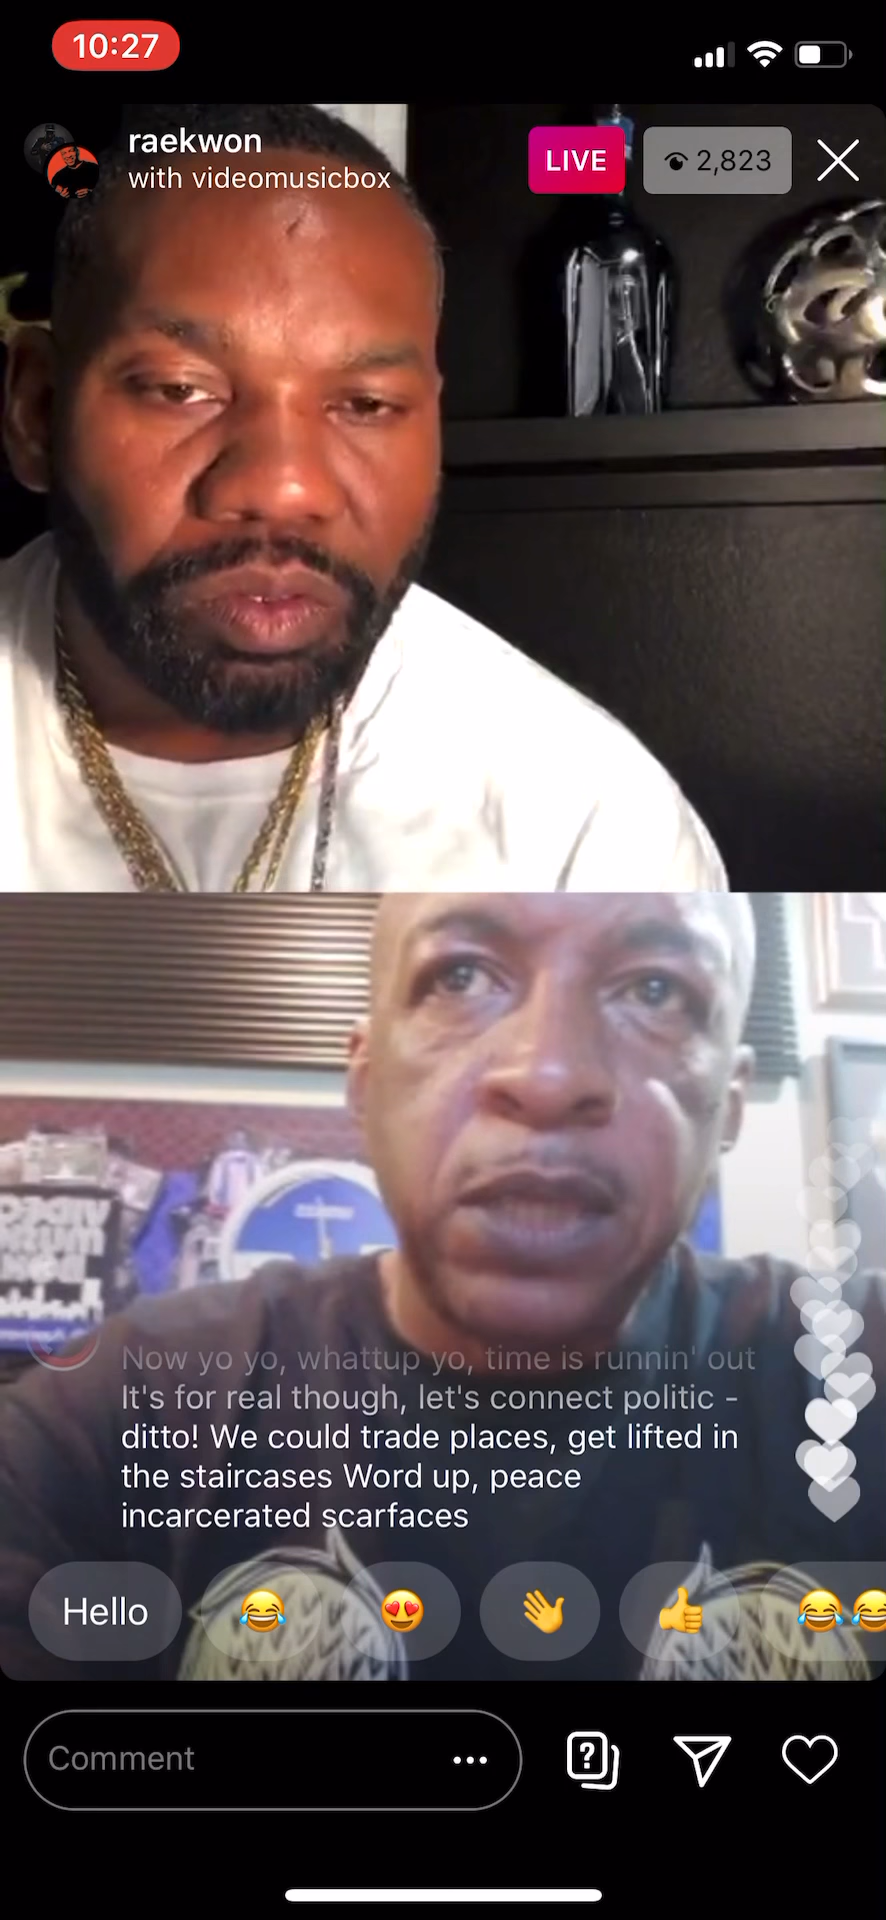 10:27
raekwon
with videomusicbox
LIVE
2,823
Now yo yo, whattup yo, time is runnin' out
It's for real though, let's connect politic -
ditto! We could trade places, get lifted in
the staircases Word up, peace
incarcerated scarfaces
Hello
Comment